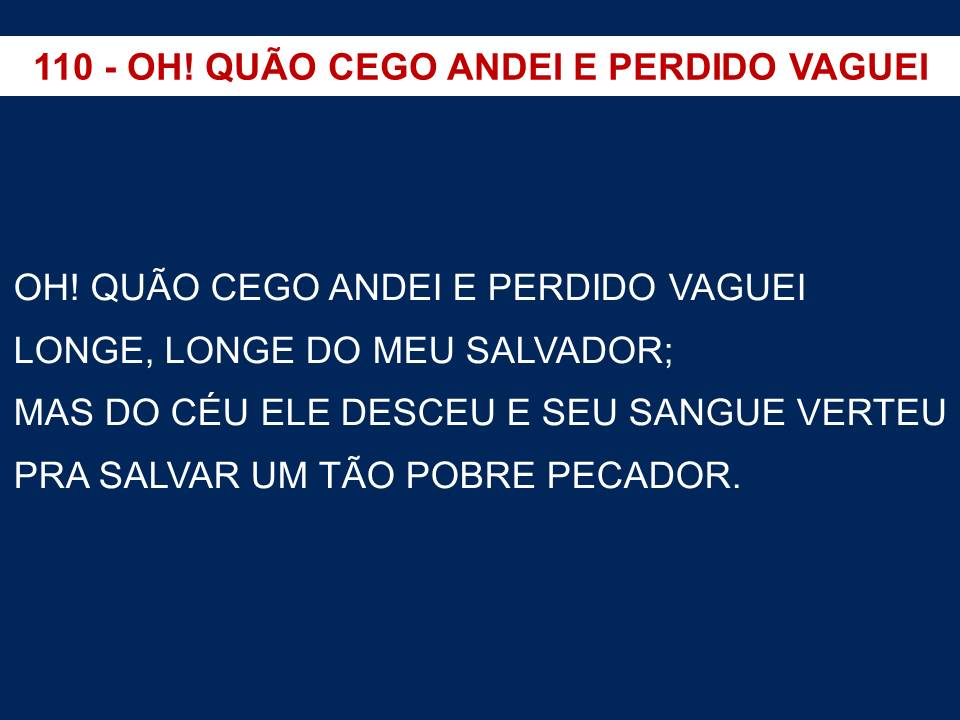 110 - OH! QUÃO CEGO ANDEI E PERDIDO VAGUEI
OH! QUÃO CEGO ANDEI E PERDIDO VAGUEI
LONGE, LONGE DO MEU SALVADOR;
MAS DO CÉU ELE DESCEU E SEU SANGUE VERTEU
PRA SALVAR UM TÃO POBRE PECADOR.